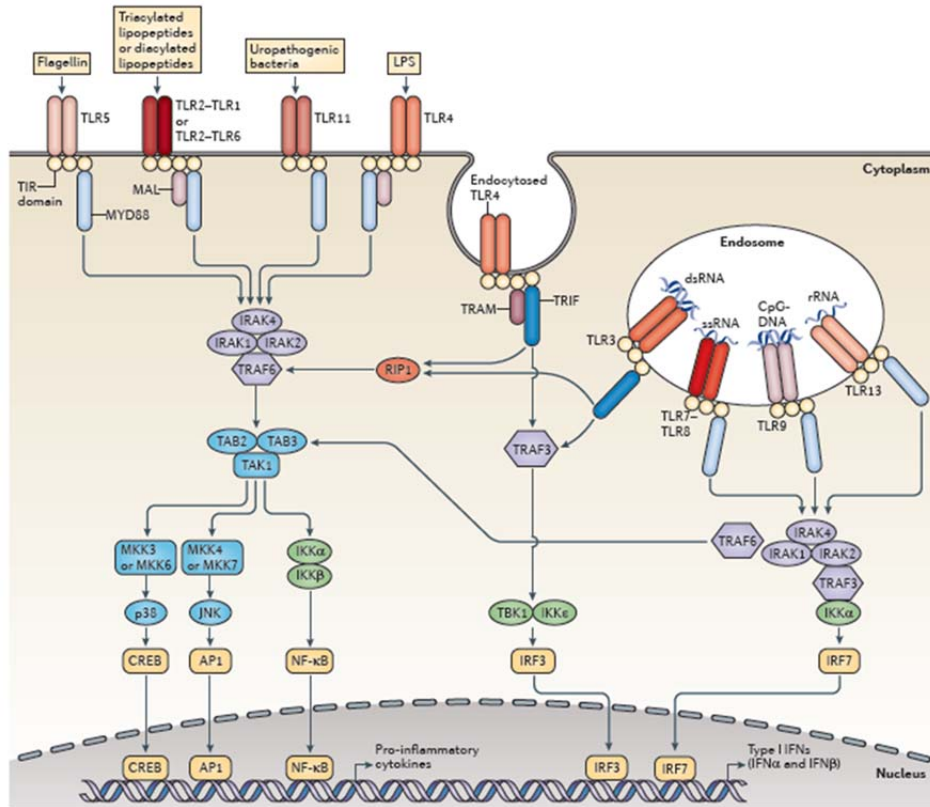 Triacylated
lipopeptides
or diacylated
lipopeptides
Uropathogenic
bacteria
Flagellin
LPS
TLR5
TLR2–TLR1
or
TLR2–TLR6
TLR11
TLR4
Cytoplasm
TIR
domain
MAL
MYD88
Endocytosed
TLR4
Endosome
dsRNA
ssRNA
CpG-
DNA
rRNA
TRAM
TRIF
TLR3
TLR7–
TLR8
TLR9
TLR13
IRAK4
IRAK1
IRAK2
TRAF6
RIP1
TRAF3
TAB2
TAB3
TAK1
TRAF6
IRAK4
IRAK1
IRAK2
TRAF3
IKKα
MKK3
or MKK6
MKK4
or MKK7
IKKα
IKKβ
p38
JNK
TBK1
IKKε
CREB
AP1
NF-κB
IRF3
IRF7
Pro-inflammatory
cytokines
Type I IFNs
(IFNα and IFNβ)
CREB
AP1
NF-κB
IRF3
IRF7
Nucleus